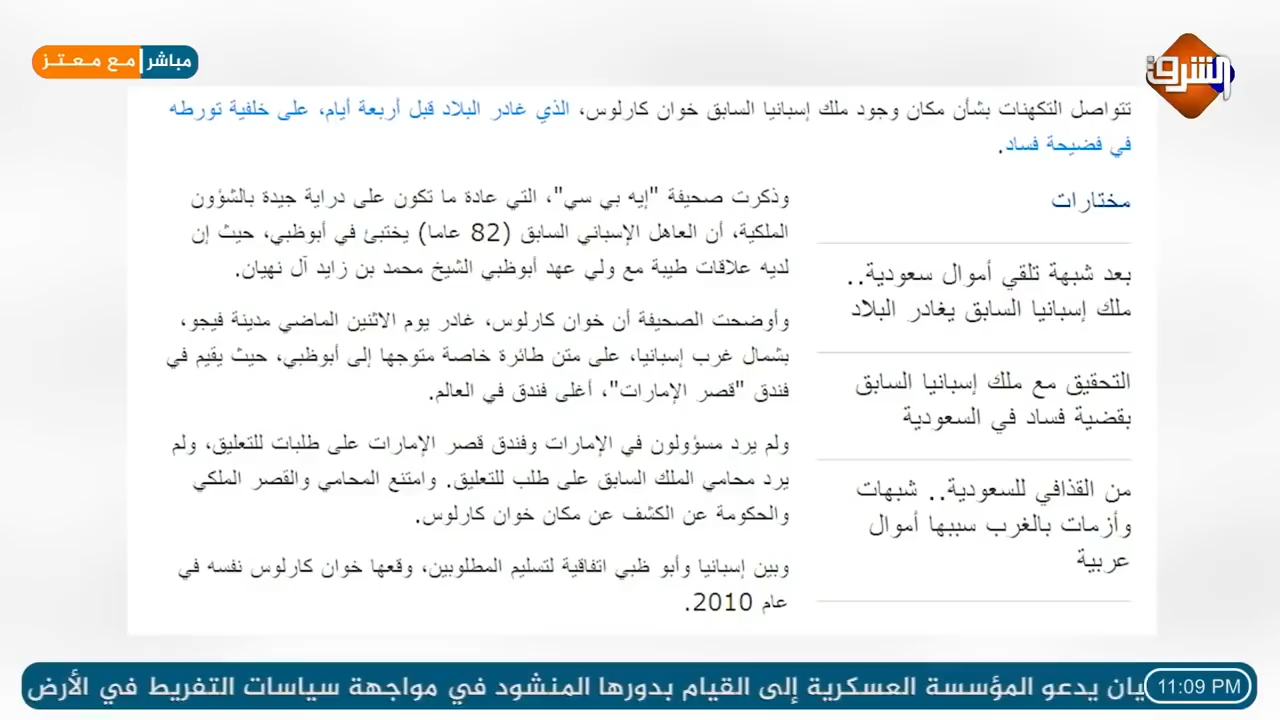 مباشر مع معتز
الشرق
تتواصل التكهنات بشأن مكان وجود ملك إسبانيا السابق خوان كارلوس، الذي غادر البلاد قبل أربعة أيام، على خلفية تورطه
في فضيحة فساد.
مختارات
بعد شبهة تلقي أموال سعودية..
ملك إسبانيا السابق يغادر البلاد
التحقيق مع ملك إسبانيا السابق
بقضية فساد في السعودية
من القذافي للسعودية.. شبهات
وأزمات بالغرب سببها أموال
عربية
وذكرت صحيفة "إيه بي سي"، التي عادة ما تكون على دراية جيدة بالشؤون
الملكية، أن العاهل الإسباني السابق (82 عاما) يختبئ في أبوظبي، حيث إن
لديه علاقات طيبة مع ولي عهد أبوظبي الشيخ محمد بن زايد آل نهيان.
وأوضحت الصحيفة أن خوان كارلوس، غادر يوم الاثنين الماضي مدينة فيجو،
بشمال غرب إسبانيا، على متن طائرة خاصة متوجها إلى أبوظبي، حيث يقيم في
فندق "قصر الإمارات"، أغلى فندق في العالم.
ولم يرد مسؤولون في الإمارات وفندق قصر الإمارات على طلبات للتعليق، ولم
يرد محامي الملك السابق على طلب للتعليق. وامتنع المحامي والقصر الملكي
والحكومة عن الكشف عن مكان خوان كارلوس.
وبين إسبانيا وأبو ظبي اتفاقية لتسليم المطلوبين، وقعها خوان كارلوس نفسه في
عام 2010.
11:09 PM
يان يدعو المؤسسة العسكرية إلى القيام بدورها المنشود في مواجهة سياسات التفريط في الأرض